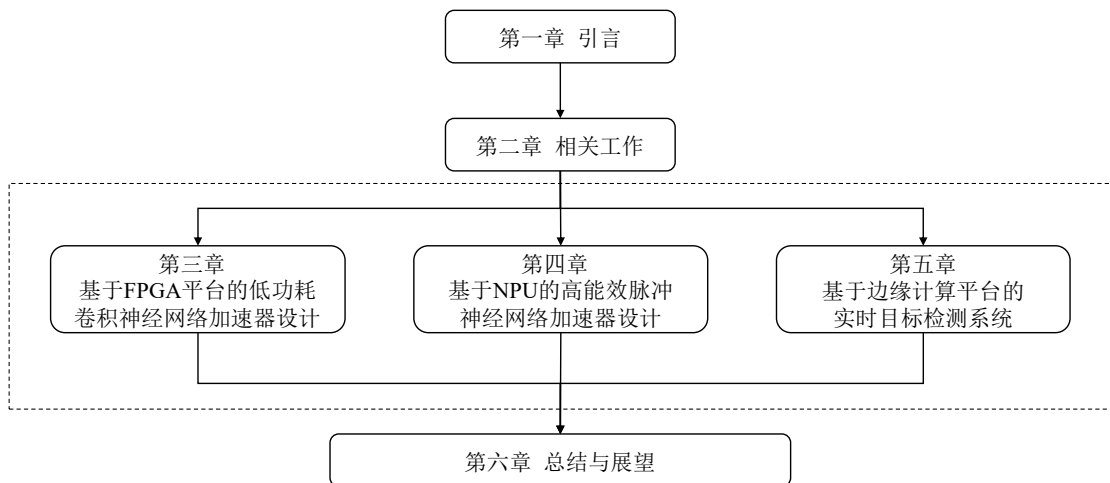 第一章 引言
第二章 相关工作
第三章
基于FPGA平台的低功耗
卷积神经网络加速器设计
第四章
基于NPU的高能效脉冲
神经网络加速器设计
第五章
基于边缘计算平台的
实时目标检测系统
第六章 总结与展望